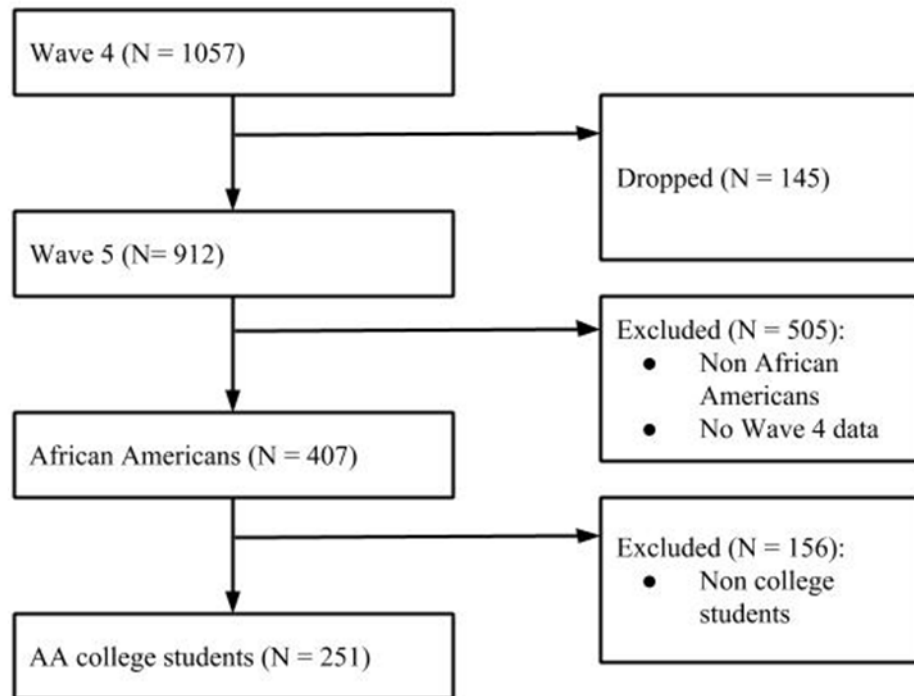 Wave 4 (N = 1057)
Dropped (N = 145)
Wave 5 (N= 912)
Excluded (N = 505):
● Non African
Americans
● No Wave 4 data
African Americans (N = 407)
Excluded (N = 156):
● Non college
students
AA college students (N = 251)